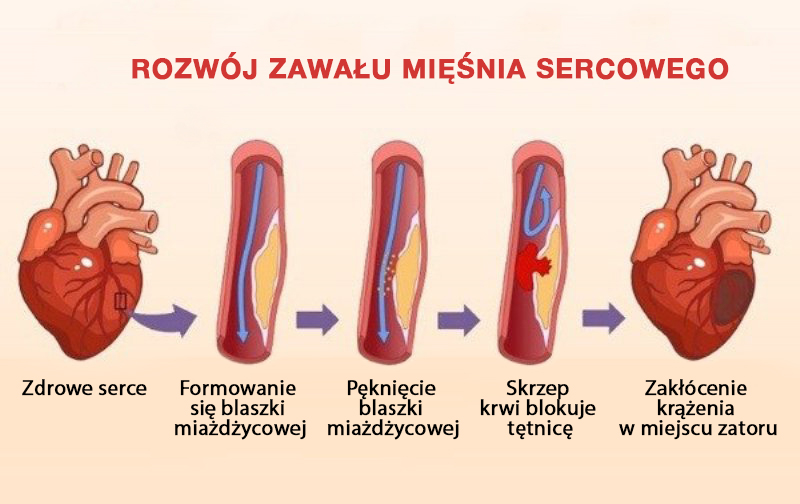 ROZWÓJ ZAWAŁU MIĘŚNIA SERCOWEGO
Zdrowe serce
Formowanie
się blaszki
miażdżycowej
Pęknięcie
blaszki
miażdżycowej
Skrzep
krwi blokuje
tętnicę
Zakłócenie
krążenia
w miejscu zatoru